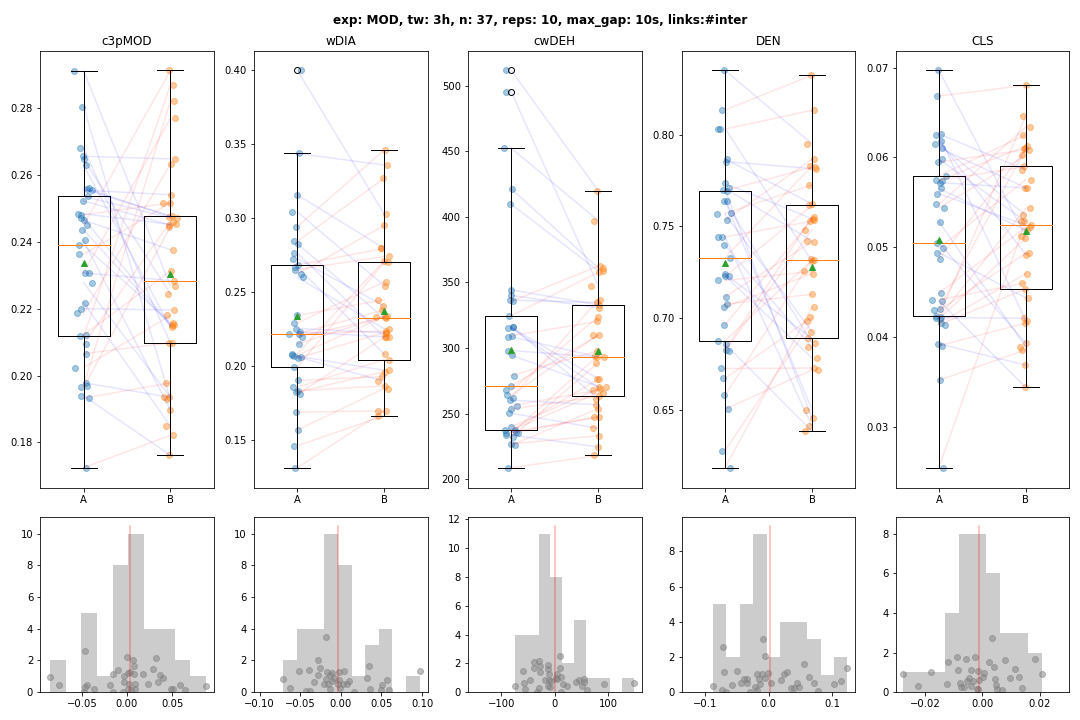 exp: MOD, tw: 3h, n: 37, reps: 10, max_gap: 10s, links:#inter
c3pMOD wDIA cwDEH DEN CLS
0.28 0.26 0.24 0.22 0.20 0.18
0.40 0.35 0.30 0.25 0.20 0.15
500 450 400 350 300 250 200
0.80 0.75 0.70 0.65
0.07 0.06 0.05 0.04 0.03
A B A B A B A B A B
10 8 6 4 2 0
10 8 6 4 2 0
12 10 8 6 4 2 0
8 6 4 2 0
8 6 4 2 0
−0.05 0.00 0.05
−0.10 −0.05 0.00 0.05 0.10
−100 0 100
−0.1 0.0 0.1
−0.02 0.00 0.02